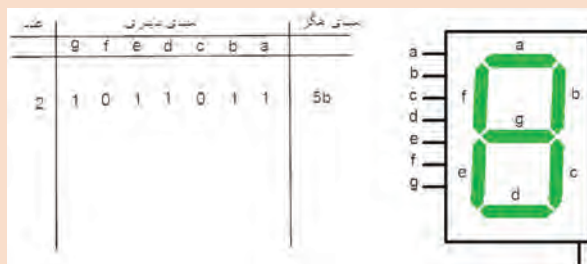 عدد مبنای باینری مبنای هگز
g f e d c b a
2 1 0 1 1 0 1 1 5b
a
b
c
d
e
f
g
a
f b
g
e c
d